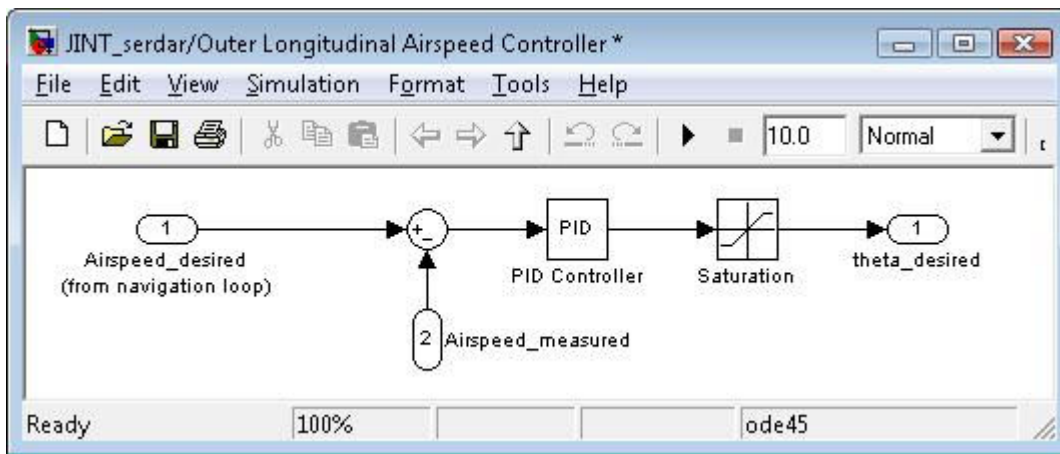 JINT_serdar/Outer Longitudinal Airspeed Controller *
File Edit View Simulation Format Tools Help
10.0 Normal
1
Airspeed_desired
(from navigation loop)
+
-
PID
PID Controller
Saturation
1
theta_desired
2
Airspeed_measured
Ready 100% ode45